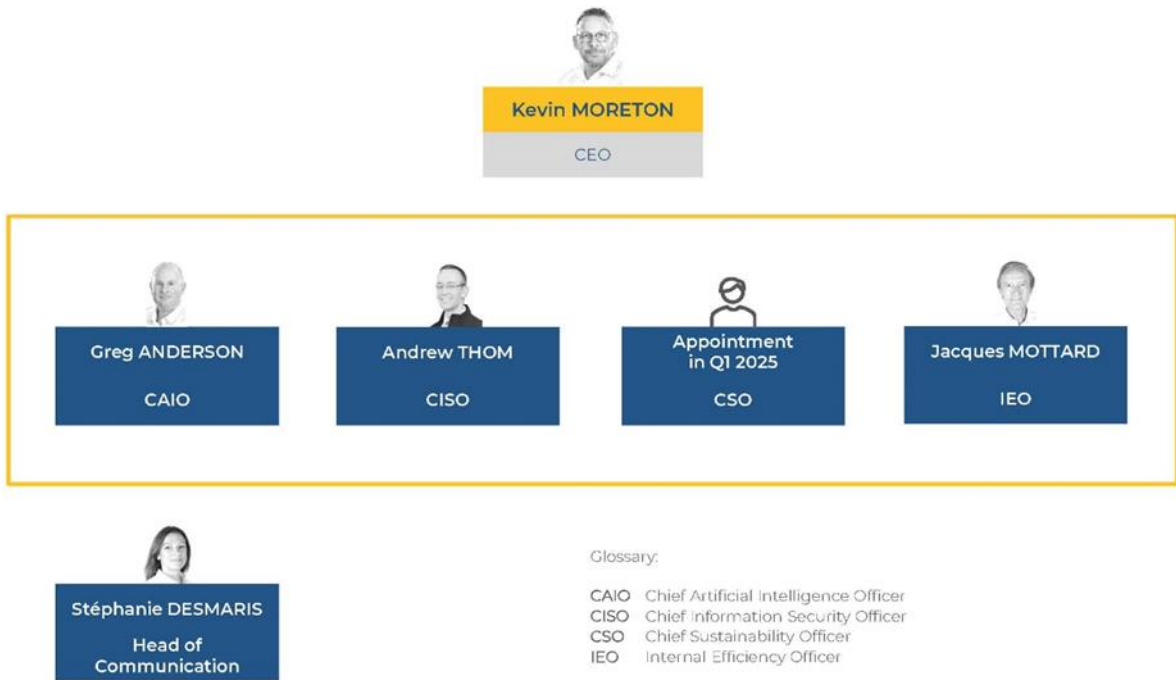 Kevin MORETON
CEO
Greg ANDERSON
CAIO
Andrew THOM
CISO
Appointment
in Q1 2025
CSO
Jacques MOTTARD
IEO
Stéphanie DESMARIS
Head of
Communication
Glossary:
CAIO Chief Artificial Intelligence Officer
CISO Chief Information Security Officer
CSO Chief Sustainability Officer
IEO Internal Efficiency Officer